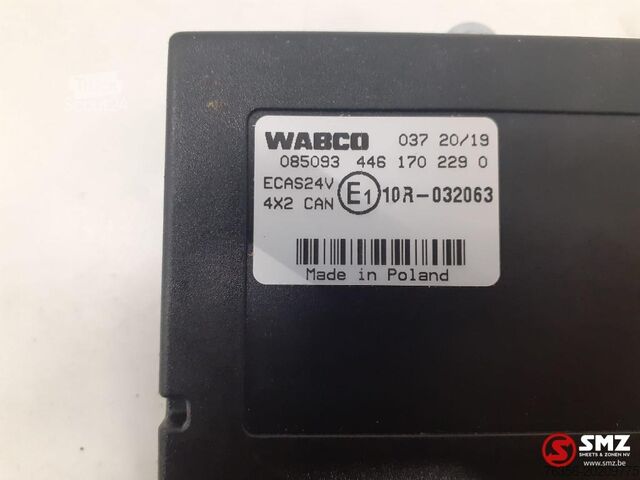 WABCO 037 20/19
085093 446 170 229 0
ECAS24V
4X2 CAN E1 10R-032063
Made in Poland
SMZ
SMEETS & ZONEN NV
www.smz.be